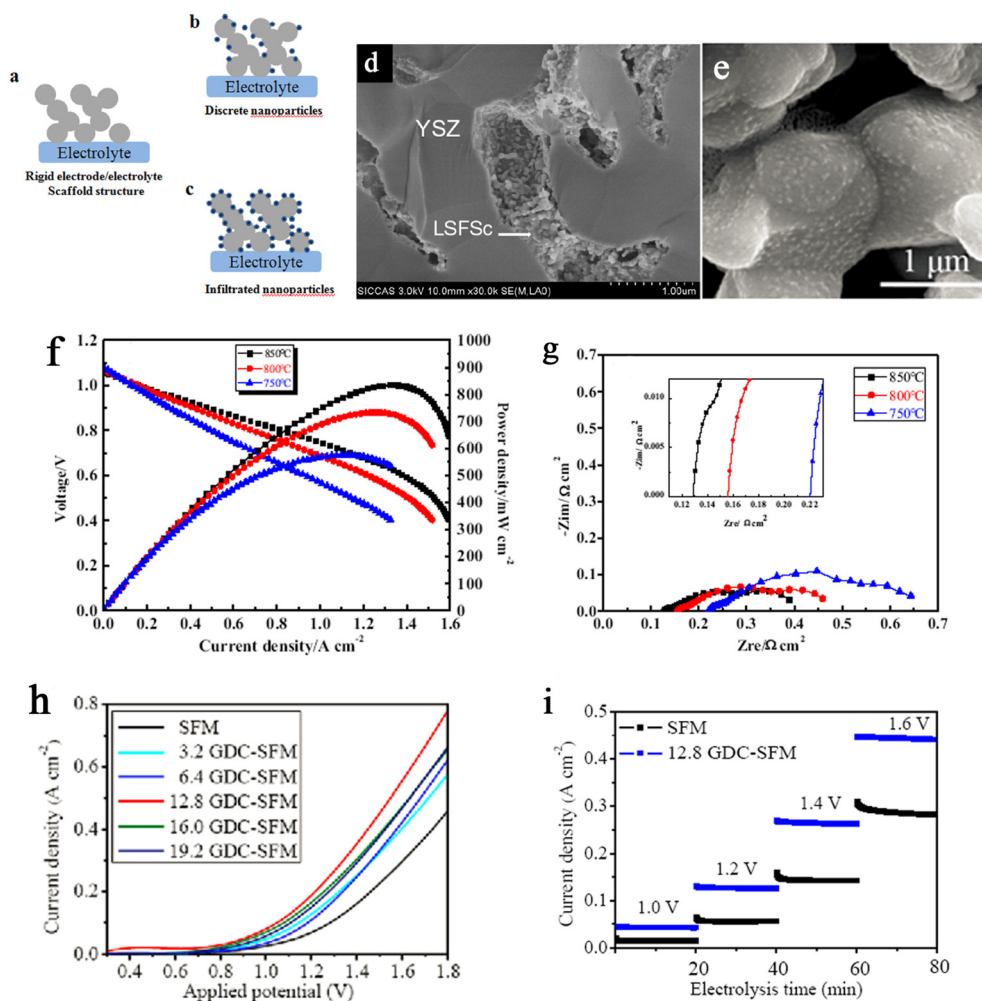 a
Electrolyte
Rigid electrode/electrolyte
Scaffold structure
b
Electrolyte
Discrete nanoparticles
c
Electrolyte
Infiltrated nanoparticles
d
YSZ
LSFSc
SICCAS 3.0kV 10.0mm x30.0k SE(M,LA0)
1.00um
e
1 μm
f
850℃
800℃
750℃
Voltage/V
1.2
1.0
0.8
0.6
0.4
0.2
0.0
0.0 0.2 0.4 0.6 0.8 1.0 1.2 1.4 1.6
Current density/A cm-2
1000
900
800
700
600
500
400
300
200
100
0
Power density/mW cm-2
g
850℃
800℃
750℃
-Zim/Ω cm2
0.7
0.6
0.5
0.4
0.3
0.2
0.1
0.0
0.0 0.1 0.2 0.3 0.4 0.5 0.6 0.7
Zre/Ω cm2
-Zim/ Ω cm2
0.010
0.005
0.000
0.12 0.14 0.16 0.17 0.20 0.22
Zre/ Ω cm2
h
SFM
3.2 GDC-SFM
6.4 GDC-SFM
12.8 GDC-SFM
16.0 GDC-SFM
19.2 GDC-SFM
Current density (A cm-2)
0.8
0.6
0.4
0.2
0.0
0.4 0.6 0.8 1.0 1.2 1.4 1.6 1.8
Applied potential (V)
i
SFM
12.8 GDC-SFM
1.0 V
1.2 V
1.4 V
1.6 V
Current density (A cm-2)
0.5
0.4
0.3
0.2
0.1
0.0
0 20 40 60 80
Electrolysis time (min)